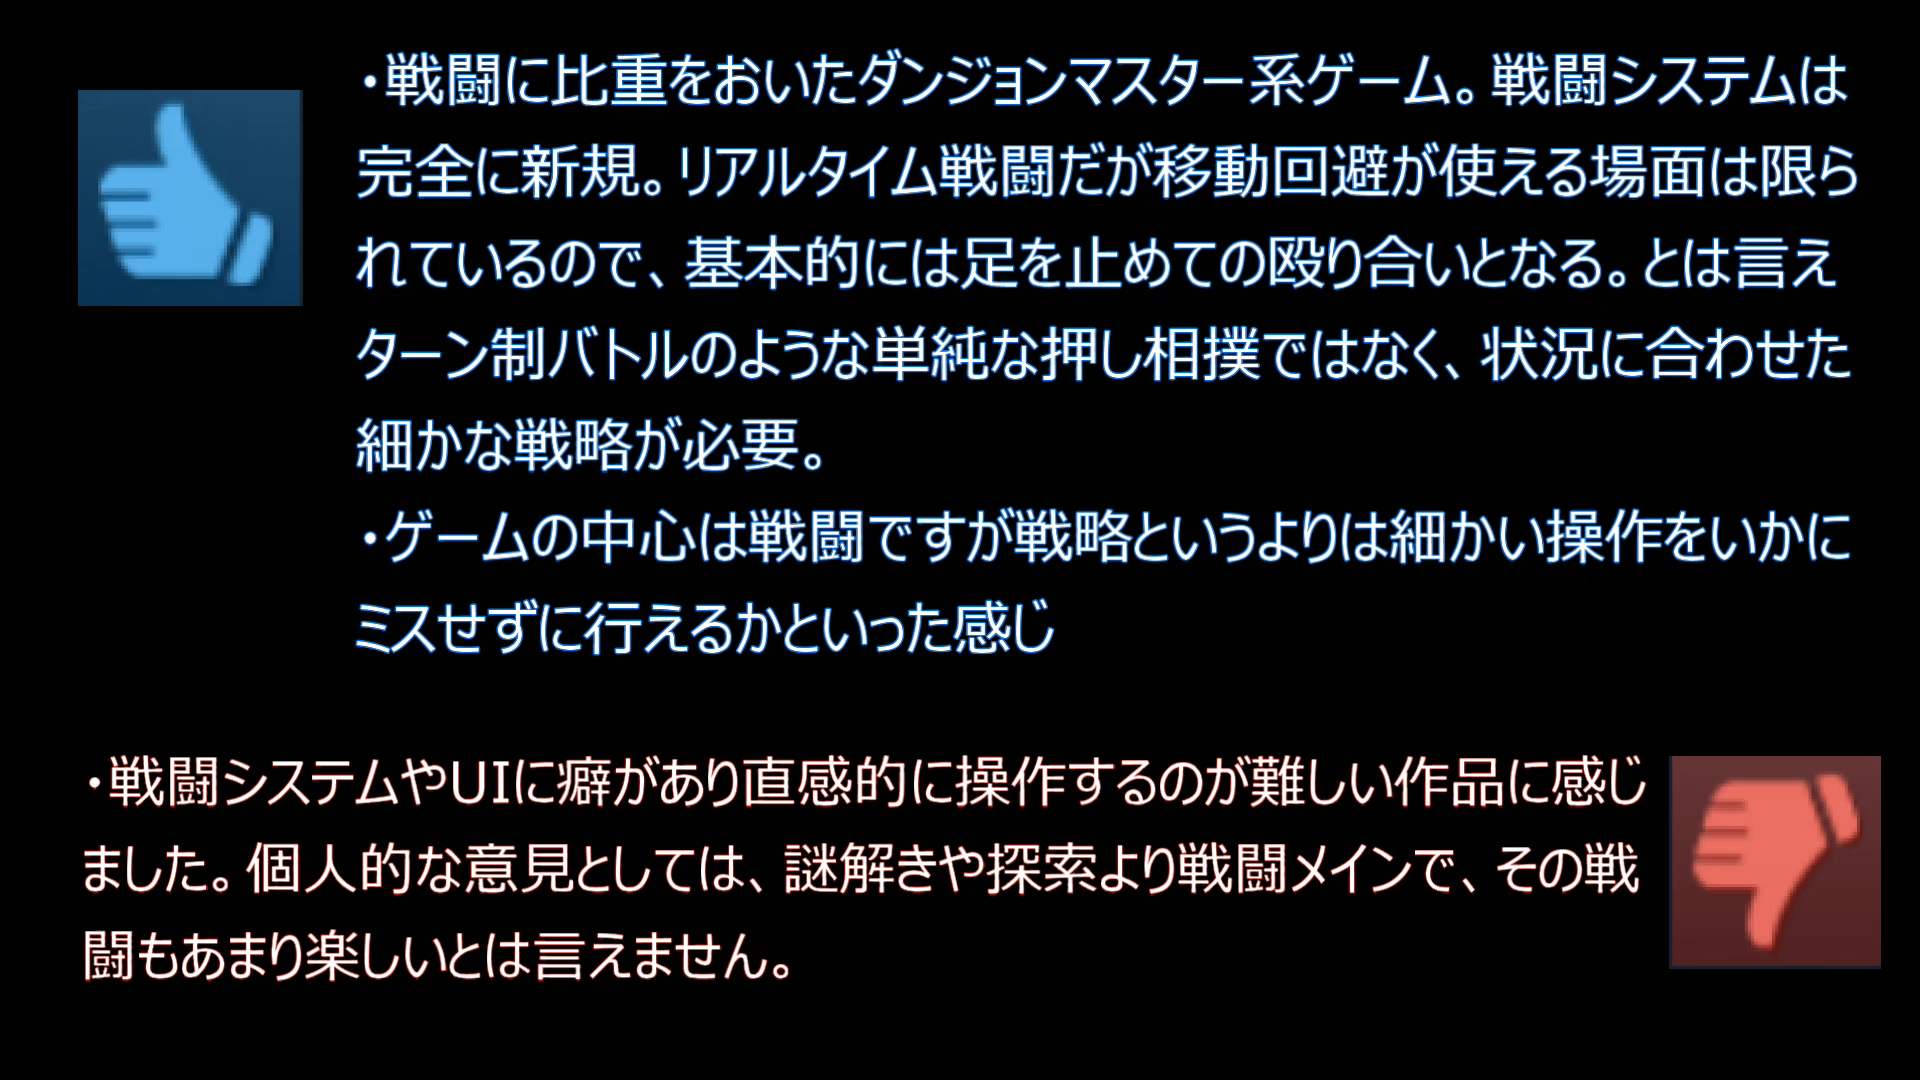 ・戦闘に比重をおいたダンジョンマスター系ゲーム。戦闘システムは
完全に新規。リアルタイム戦闘だが移動回避が使える場面は限ら
れているので、基本的には足を止めての殴り合いとなる。とは言え
ターン制バトルのような単純な押し相撲ではなく、状況に合わせた
細かな戦略が必要。
・ゲームの中心は戦闘ですが戦略というよりは細かい操作をいかに
ミスせずに行えるかといった感じ
・戦闘システムやUIに癖があり直感的に操作するのが難しい作品に感じ
ました。個人的な意見としては、謎解きや探索より戦闘メインで、その戦
闘もあまり楽しいとは言えません。